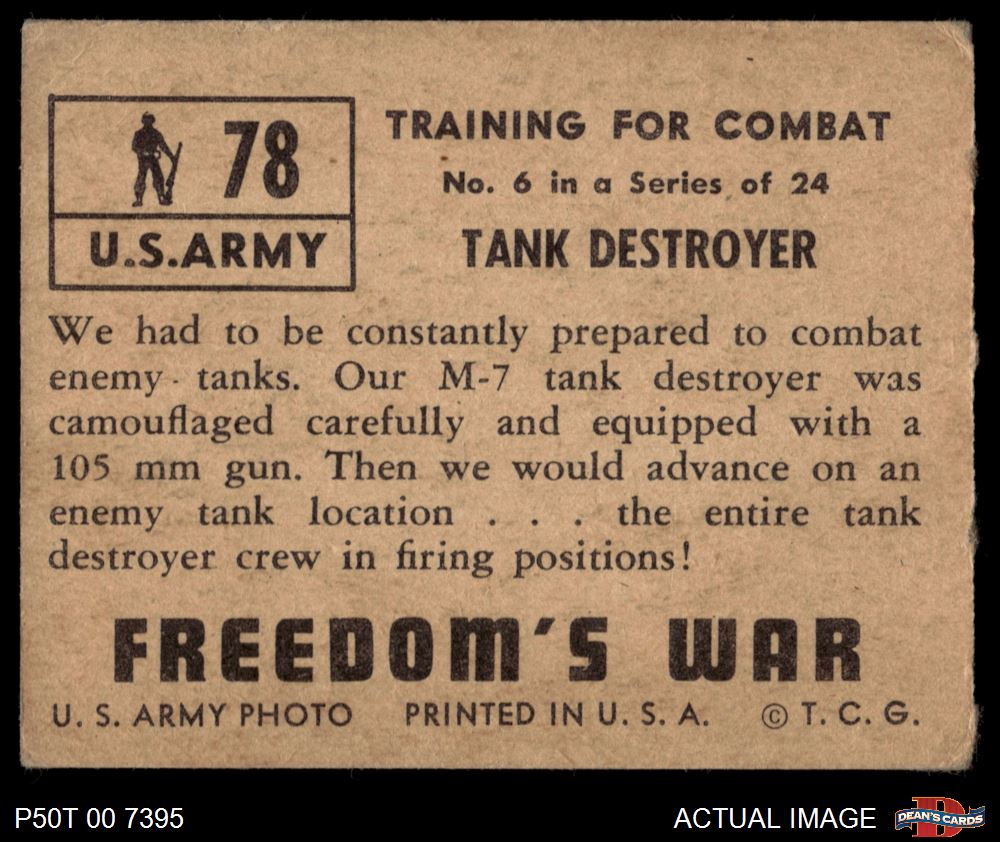 78
U.S.ARMY
TRAINING FOR COMBAT
No. 6 in a Series of 24
TANK DESTROYER
We had to be constantly prepared to combat
enemy tanks. Our M-7 tank destroyer was
camouflaged carefully and equipped with a
105 mm gun. Then we would advance on an
enemy tank location . . . the entire tank
destroyer crew in firing positions!
FREEDOM'S WAR
U. S. ARMY PHOTO PRINTED IN U. S. A. © T. C. G.
P50T 00 7395
ACTUAL IMAGE
D
DEAN'S CARDS